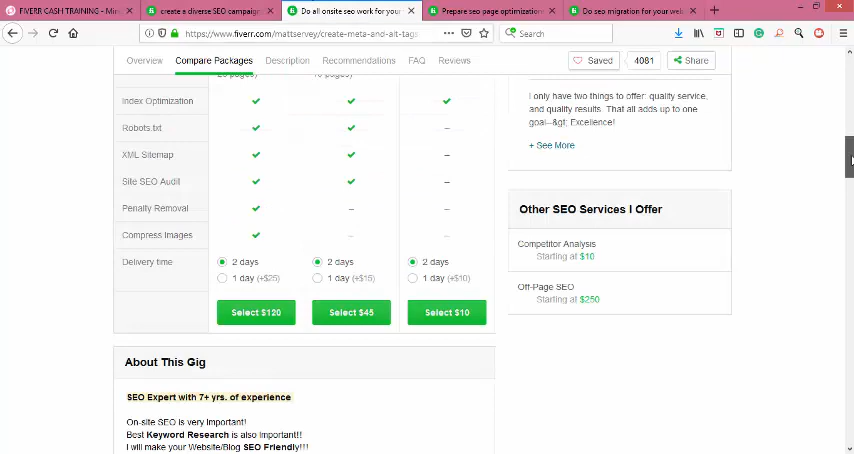 FIVERR CASH TRAINING - Mind
create a diverse SEO campaign
Do all onsite seo work for your
Prepare seo page optimization
Do seo migration for your web
https://www.fiverr.com/mattservey/create-meta-and-alt-tags
Search
Overview
Compare Packages
Description
Recommendations
FAQ
Reviews
Saved
4081
Share
Index Optimization
Robots.txt
XML Sitemap
Site SEO Audit
Penalty Removal
Compress Images
Delivery time
2 days
2 days
2 days
1 day (+$25)
1 day (+$15)
1 day (+$10)
Select $120
Select $45
Select $10
I only have two things to offer: quality service,
and quality results. That all adds up to one
goal--&gt; Excellence!
+ See More
Other SEO Services I Offer
Competitor Analysis
Starting at $10
Off-Page SEO
Starting at $250
About This Gig
SEO Expert with 7+ yrs. of experience
On-site SEO is very Important!
Best Keyword Research is also Important!!
I will make your Website/Blog SEO Friendly!!!